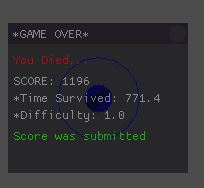 *GAME OVER*
You Died...
SCORE: 1196
*Time Survived: 771.4
*Difficulty: 1.0
Score was submitted